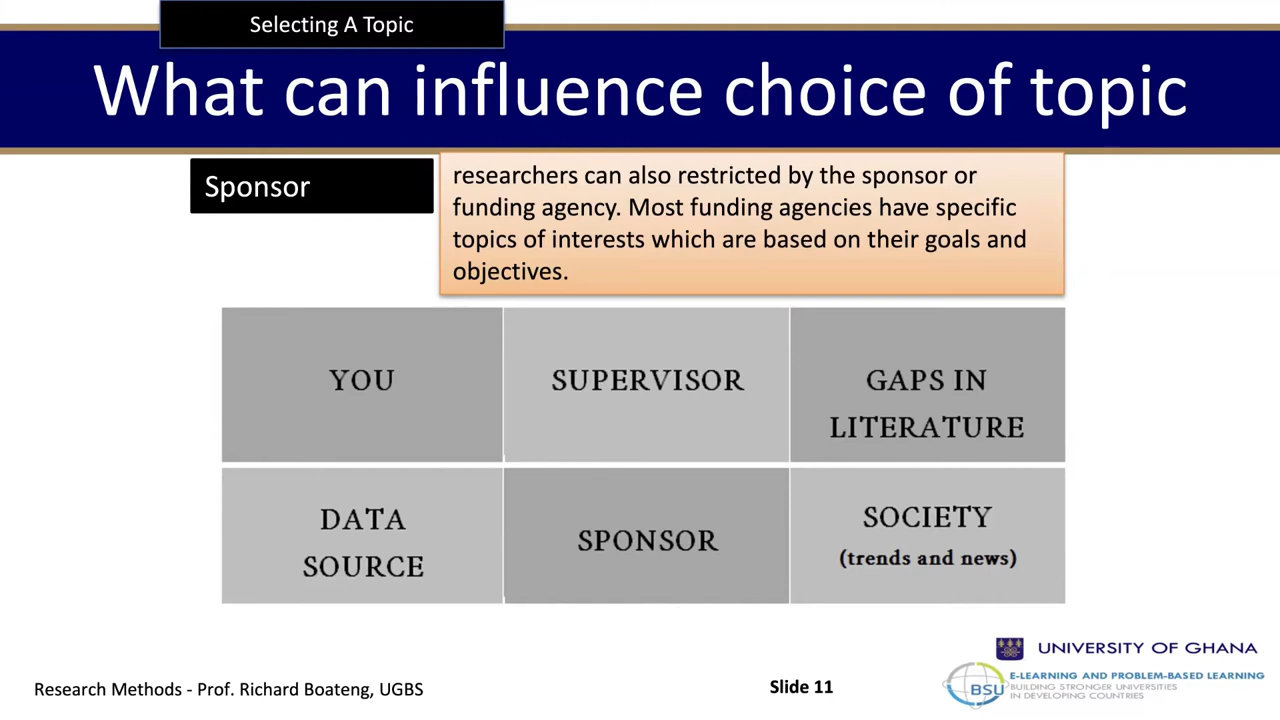 Selecting A Topic
What can influence choice of topic
Sponsor
researchers can also restricted by the sponsor or
funding agency. Most funding agencies have specific
topics of interests which are based on their goals and
objectives.
YOU
SUPERVISOR
GAPS IN
LITERATURE
DATA
SOURCE
SPONSOR
SOCIETY
(trends and news)
UNIVERSITY OF GHANA
BSU
E-LEARNING AND PROBLEM-BASED LEARNING
BUILDING STRONGER UNIVERSITIES
IN DEVELOPING COUNTRIES
Research Methods - Prof. Richard Boateng, UGBS
Slide 11